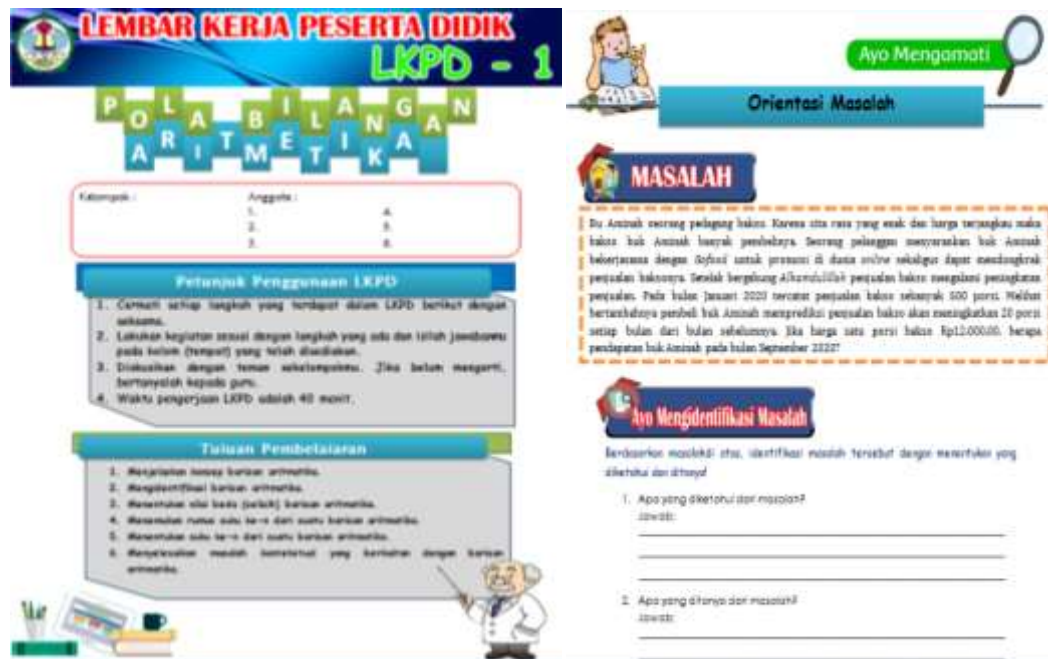 LEMBAR KERJA PESERTA DIDIK
LKPD - 1
POLA BILANGAN
ARITMETIKA
Kelompok :
Anggota :
1. 4.
2. 5.
3. 6.
Petunjuk Penggunaan LKPD
1. Cermati setiap langkah yang terdapat dalam LKPD berikut dengan
seksama.
2. Lakukan kegiatan sesuai dengan langkah yang ada dan isilah jawabanmu
pada kolom (tempat) yang telah disediakan.
3. Diskusikan dengan teman sekelompokmu. Jika belum mengerti,
bertanyalah kepada guru.
4. Waktu pengerjaan LKPD adalah 40 menit.
Tujuan Pembelajaran
1. Menjelaskan konsep barisan aritmatika.
2. Mengidentifikasi barisan aritmatika.
3. Menentukan nilai beda (selisih) barisan aritmatika.
4. Menemukan rumus suku ke-n dari suatu barisan aritmatika.
5. Menentukan suku ke-n dari suatu barisan aritmatika.
6. Menyelesaikan masalah kontekstual yang berkaitan dengan barisan
aritmatika.
Ayo Mengamati
Orientasi Masalah
MASALAH
Bu Aminah seorang pedagang bakso. Karena cita rasa yang enak dan harga terjangkau maka
bakso buk Aminah banyak pembelinya. Seorang pelanggan menyarankan buk Aminah
bekerjasama dengan Gofood untuk promosi di dunia online sekaligus dapat mendongkrak
penjualan baksonya. Setelah bergabung Alhamdulillah penjualan bakso mengalami peningkatan
penjualan. Pada bulan Januari 2020 tercatat penjualan bakso sebanyak 500 porsi. Melihat
bertambahnya pembeli buk Aminah memprediksi penjualan bakso akan meningkatkan 20 porsi
setiap bulan dari bulan sebelumnya. Jika harga satu porsi bakso Rp12.000,00, berapa
pendapatan buk Aminah pada bulan September 2020?
Ayo Mengidentifikasi Masalah
Berdasarkan masalah di atas, identifikasi masalah tersebut dengan menentukan yang
diketahui dan ditanya!
1. Apa yang diketahui dari masalah?
Jawab:
2. Apa yang ditanya dari masalah?
Jawab: